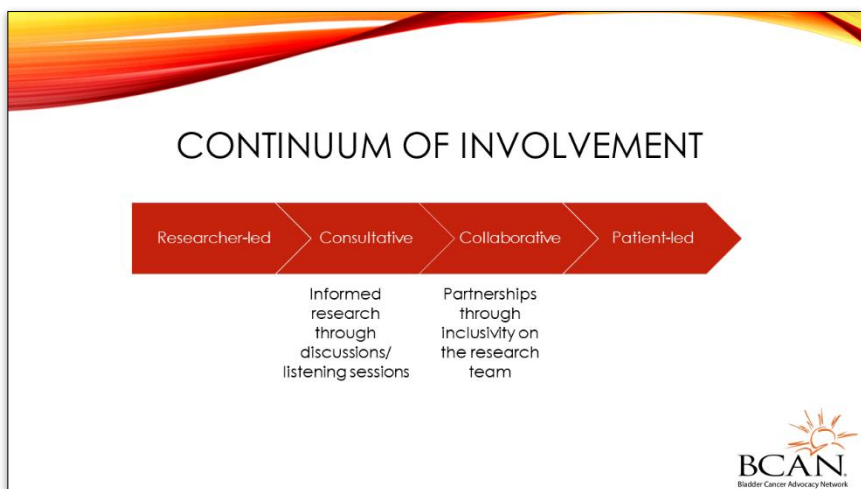 CONTINUUM OF INVOLVEMENT
Researcher-led
Consultative
Collaborative
Patient-led
Informed
research
through
discussions/
listening sessions
Partnerships
through
inclusivity on
the research
team
BCAN.
Bladder Cancer Advocacy Network